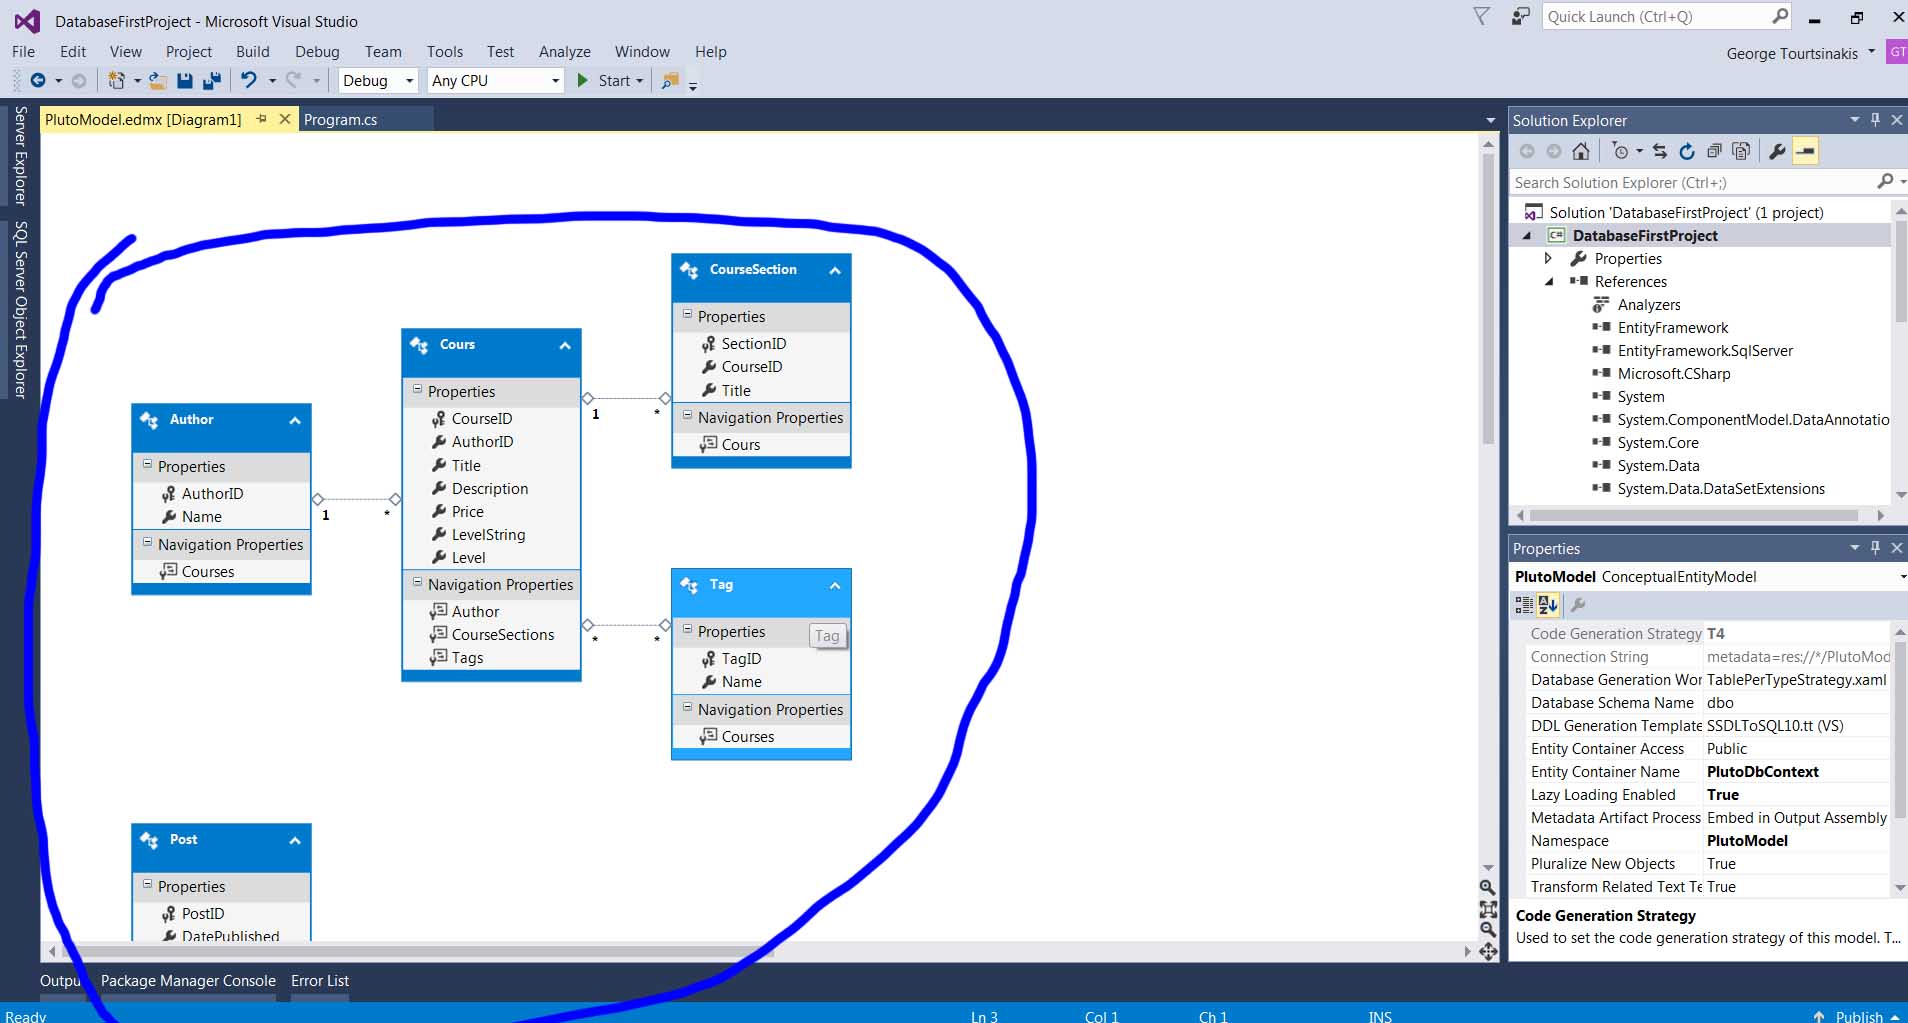 DatabaseFirstProject - Microsoft Visual Studio
Quick Launch (Ctrl+Q)
File Edit View Project Build Debug Team Tools Test Analyze Window Help
George Tourtsinakis
GT
Debug Any CPU Start
Server Explorer
SQL Server Object Explorer
PlutoModel.edmx [Diagram1]
Program.cs
Author
Properties
AuthorID
Name
Navigation Properties
Courses
1 *
Cours
Properties
CourseID
AuthorID
Title
Description
Price
LevelString
Level
Navigation Properties
Author
CourseSections
Tags
1 *
* *
CourseSection
Properties
SectionID
CourseID
Title
Navigation Properties
Cours
Tag
Properties
Tag
TagID
Name
Navigation Properties
Courses
Post
Properties
PostID
DatePublished
Solution Explorer
Search Solution Explorer (Ctrl+;)
Solution 'DatabaseFirstProject' (1 project)
C# DatabaseFirstProject
Properties
References
Analyzers
EntityFramework
EntityFramework.SqlServer
Microsoft.CSharp
System
System.ComponentModel.DataAnnotatio
System.Core
System.Data
System.Data.DataSetExtensions
Properties
PlutoModel ConceptualEntityModel
Code Generation Strategy T4
Connection String metadata=res://*/PlutoMod
Database Generation Wor TablePerTypeStrategy.xaml
Database Schema Name dbo
DDL Generation Template SSDLToSQL10.tt (VS)
Entity Container Access Public
Entity Container Name PlutoDbContext
Lazy Loading Enabled True
Metadata Artifact Process Embed in Output Assembly
Namespace PlutoModel
Pluralize New Objects True
Transform Related Text Te True
Code Generation Strategy
Used to set the code generation strategy of this model. T...
Outpu Package Manager Console Error List
Ready Ln 3 Col 1 Ch 1 INS Publish